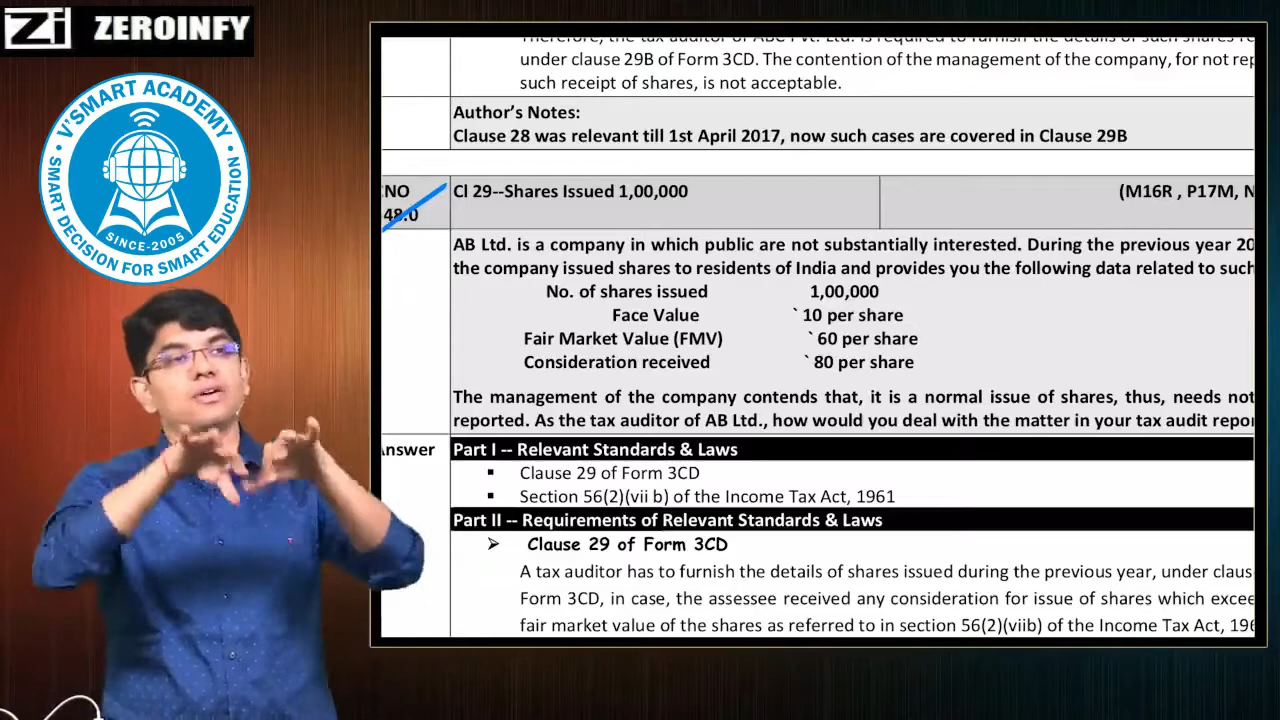 Zi ZEROINFY
V'SMART ACADEMY
SMART DECISION FOR SMART EDUCATION
SINCE-2005
under clause 29B of Form 3CD. The contention of the management of the company, for not rep
such receipt of shares, is not acceptable.
Author's Notes:
Clause 28 was relevant till 1st April 2017, now such cases are covered in Clause 29B
NO Cl 29--Shares Issued 1,00,000 (M16R , P17M, N
48.0
AB Ltd. is a company in which public are not substantially interested. During the previous year 20
the company issued shares to residents of India and provides you the following data related to such
No. of shares issued 1,00,000
Face Value ` 10 per share
Fair Market Value (FMV) ` 60 per share
Consideration received ` 80 per share
The management of the company contends that, it is a normal issue of shares, thus, needs not
reported. As the tax auditor of AB Ltd., how would you deal with the matter in your tax audit repo
Answer Part I -- Relevant Standards & Laws
▪ Clause 29 of Form 3CD
▪ Section 56(2)(vii b) of the Income Tax Act, 1961
Part II -- Requirements of Relevant Standards & Laws
➢ Clause 29 of Form 3CD
A tax auditor has to furnish the details of shares issued during the previous year, under claus
Form 3CD, in case, the assessee received any consideration for issue of shares which excee
fair market value of the shares as referred to in section 56(2)(viib) of the Income Tax Act, 196